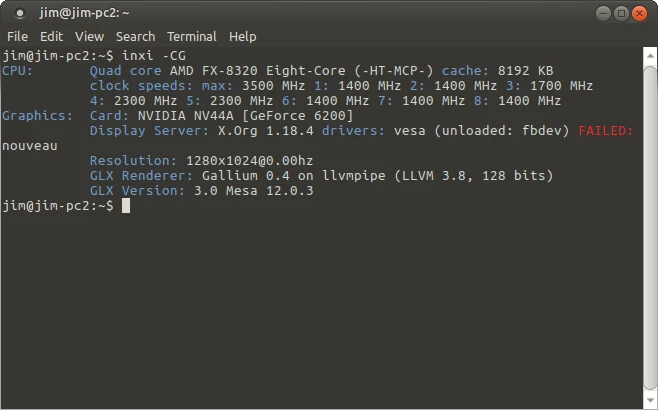 jim@jim-pc2: ~
File Edit View Search Terminal Help
jim@jim-pc2:~$ inxi -CG
CPU: Quad core AMD FX-8320 Eight-Core (-HT-MCP-) cache: 8192 KB
clock speeds: max: 3500 MHz 1: 1400 MHz 2: 1400 MHz 3: 1700 MHz
4: 2300 MHz 5: 2300 MHz 6: 1400 MHz 7: 1400 MHz 8: 1400 MHz
Graphics: Card: NVIDIA NV44A [GeForce 6200]
Display Server: X.Org 1.18.4 drivers: vesa (unloaded: fbdev) FAILED:
nouveau
Resolution: 1280x1024@0.00hz
GLX Renderer: Gallium 0.4 on llvmpipe (LLVM 3.8, 128 bits)
GLX Version: 3.0 Mesa 12.0.3
jim@jim-pc2:~$